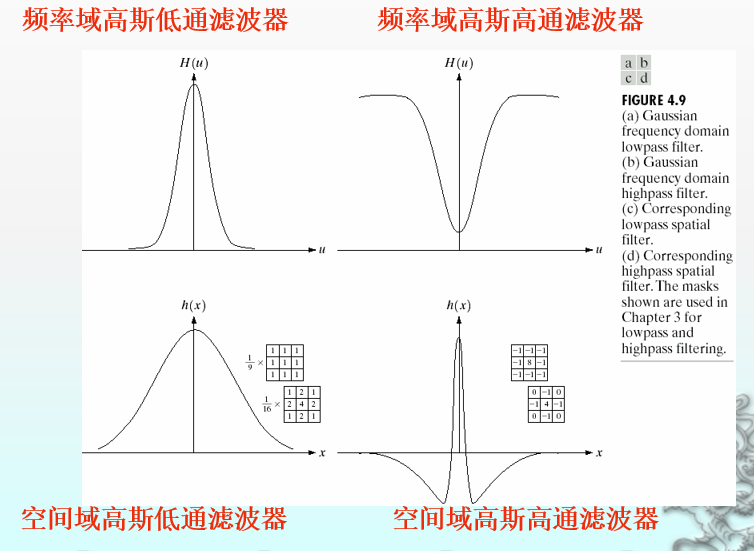 频率域高斯低通滤波器
频率域高斯高通滤波器
H(u)
u
H(u)
u
a b
c d
FIGURE 4.9
(a) Gaussian
frequency domain
lowpass filter.
(b) Gaussian
frequency domain
highpass filter.
(c) Corresponding
lowpass spatial
filter.
(d) Corresponding
highpass spatial
filter. The masks
shown are used in
Chapter 3 for
lowpass and
highpass filtering.
h(x)
1/9 ×
1 1 1
1 1 1
1 1 1
1/16 ×
1 2 1
2 4 2
1 2 1
x
h(x)
−1 −1 −1
−1 8 −1
−1 −1 −1
0 −1 0
−1 4 −1
0 −1 0
x
空间域高斯低通滤波器
空间域高斯高通滤波器